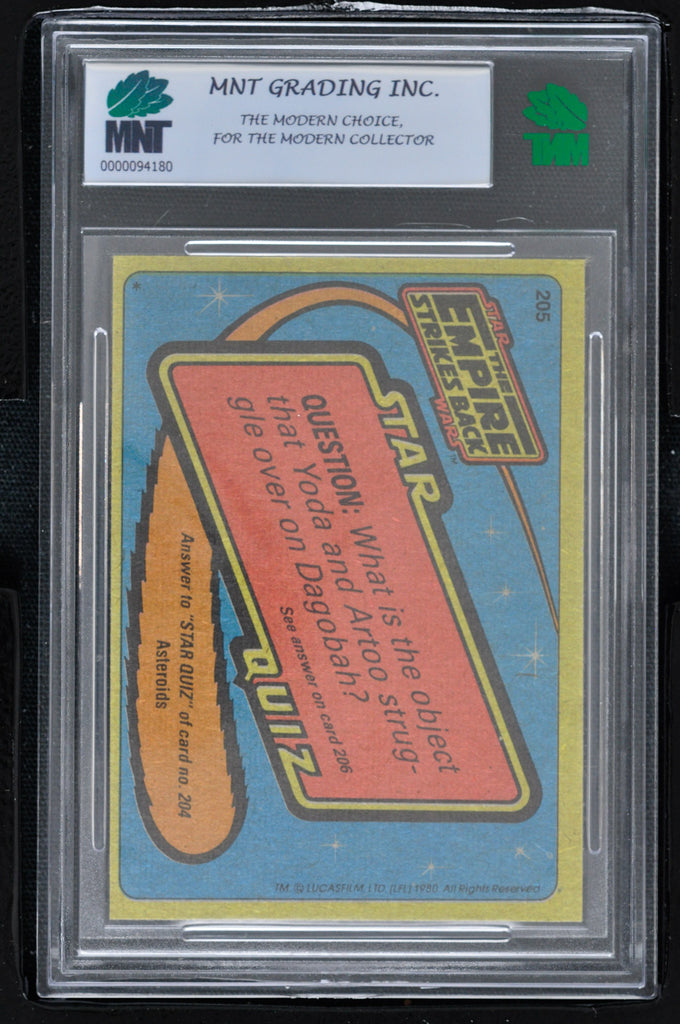 MNT GRADING INC.
THE MODERN CHOICE,
FOR THE MODERN COLLECTOR
MNT
0000094180
MNT
205
STAR
THE
EMPIRE
STRIKES BACK
WARS™
STAR
QUESTION: What is the object
that Yoda and Artoo strug-
gle over on Dagobah?
See answer on card 206
QUIZ
Answer to "STAR QUIZ" of card no. 204
Asteroids
*
TM: © LUCASFILM, LTD. (LFL) 1980. All Rights Reserved